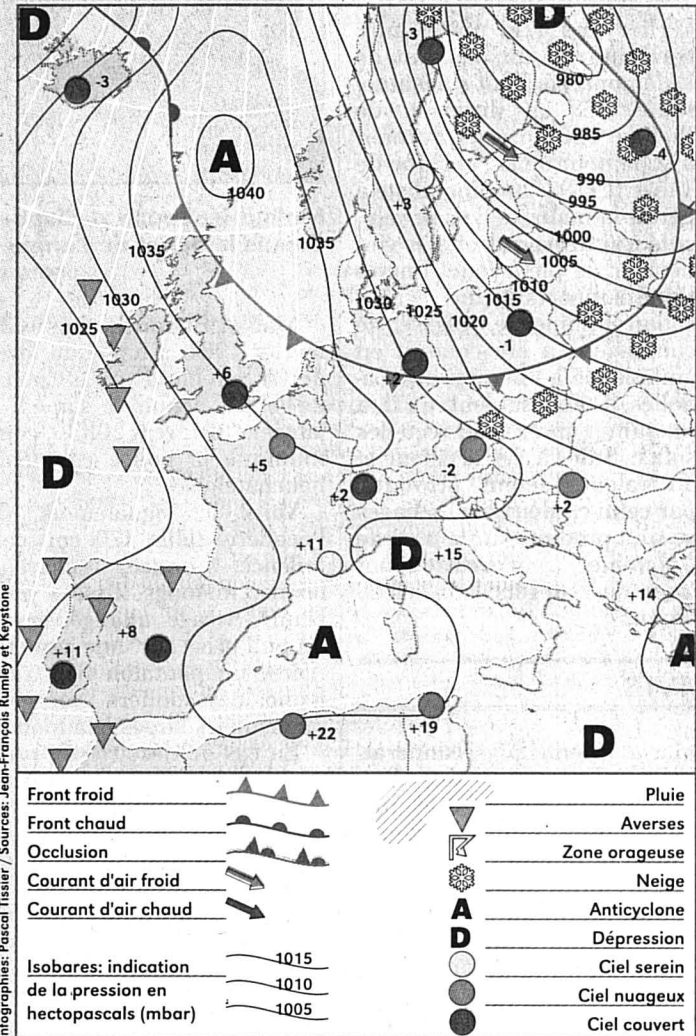 D
D
-3
-3
980
985
-4
A
1040
990
+3
995
1035
1035
1000
1005
1030
1010
1030
1025
1015
1025
1020
-1
+6
+2
+5
-2
D
+2
+2
+11
D
+15
+14
+8
A
A
+11
+22
+19
D
Front froid
Front chaud
Occlusion
Courant d'air froid
Courant d'air chaud
Isobares: indication
de la pression en
hectopascals (mbar)
1015
1010
1005
Pluie
Averses
Zone orageuse
Neige
A Anticyclone
D Dépression
Ciel serein
Ciel nuageux
Ciel couvert
Infographies: Pascal Tissier / Sources: Jean-François Rumley et Keystone